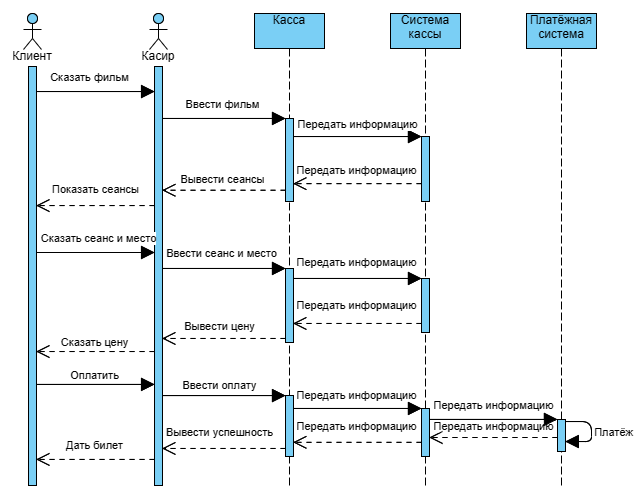 Клиент
Касир
Касса
Система
кассы
Платёжная
система
Сказать фильм
Ввести фильм
Передать информацию
Передать информацию
Вывести сеансы
Показать сеансы
Сказать сеанс и место
Ввести сеанс и место
Передать информацию
Передать информацию
Вывести цену
Сказать цену
Оплатить
Ввести оплату
Передать информацию
Передать информацию
Платёж
Передать информацию
Передать информацию
Вывести успешность
Дать билет